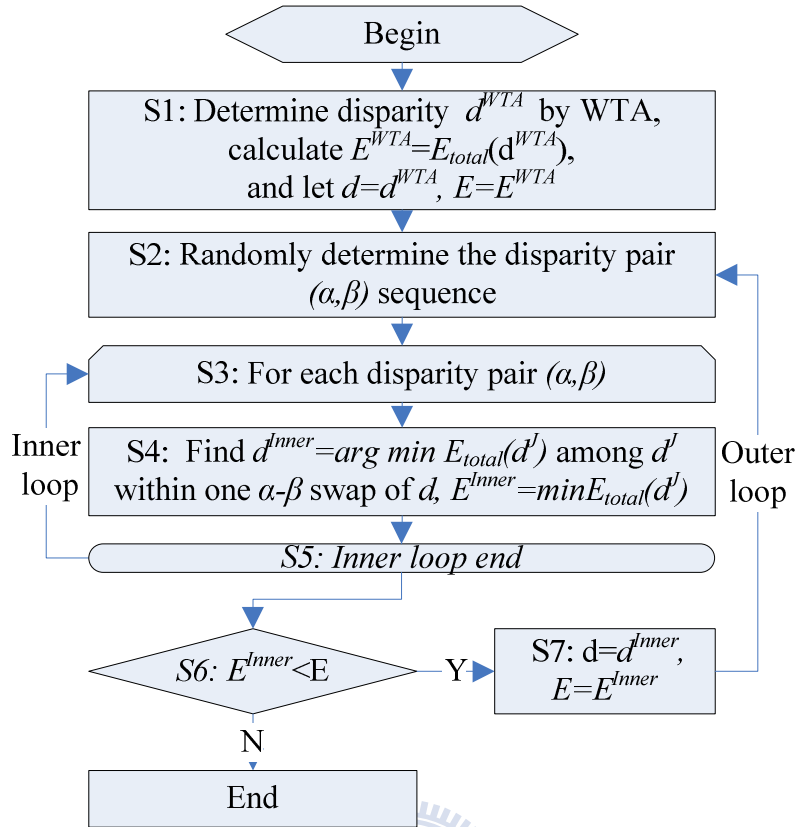 Begin
S1: Determine disparity d^WTA by WTA,
calculate E^WTA=E_total(d^WTA),
and let d=d^WTA, E=E^WTA
S2: Randomly determine the disparity pair
(α,β) sequence
S3: For each disparity pair (α,β)
Inner
loop
S4: Find d^Inner=arg min E_total(d^J) among d^J
within one α-β swap of d, E^Inner=minE_total(d^J)
Outer
loop
S5: Inner loop end
S6: E^Inner<E
Y
S7: d=d^Inner,
E=E^Inner
N
End